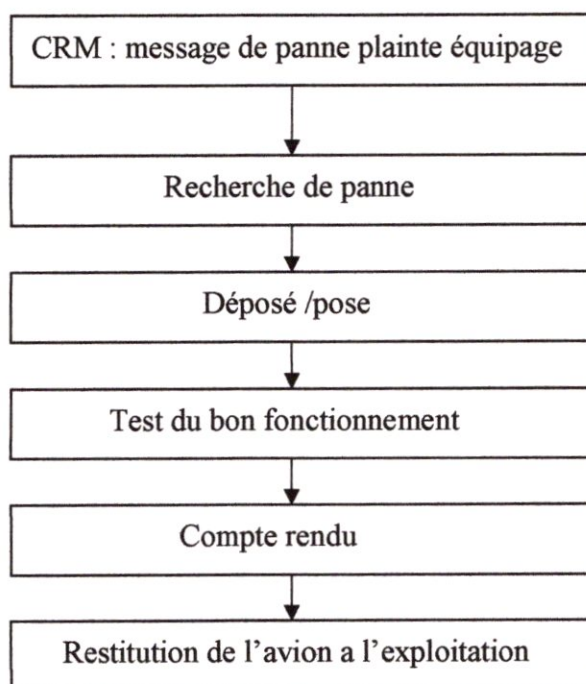 CRM : message de panne plainte équipage
Recherche de panne
Déposé /pose
Test du bon fonctionnement
Compte rendu
Restitution de l’avion a l’exploitation